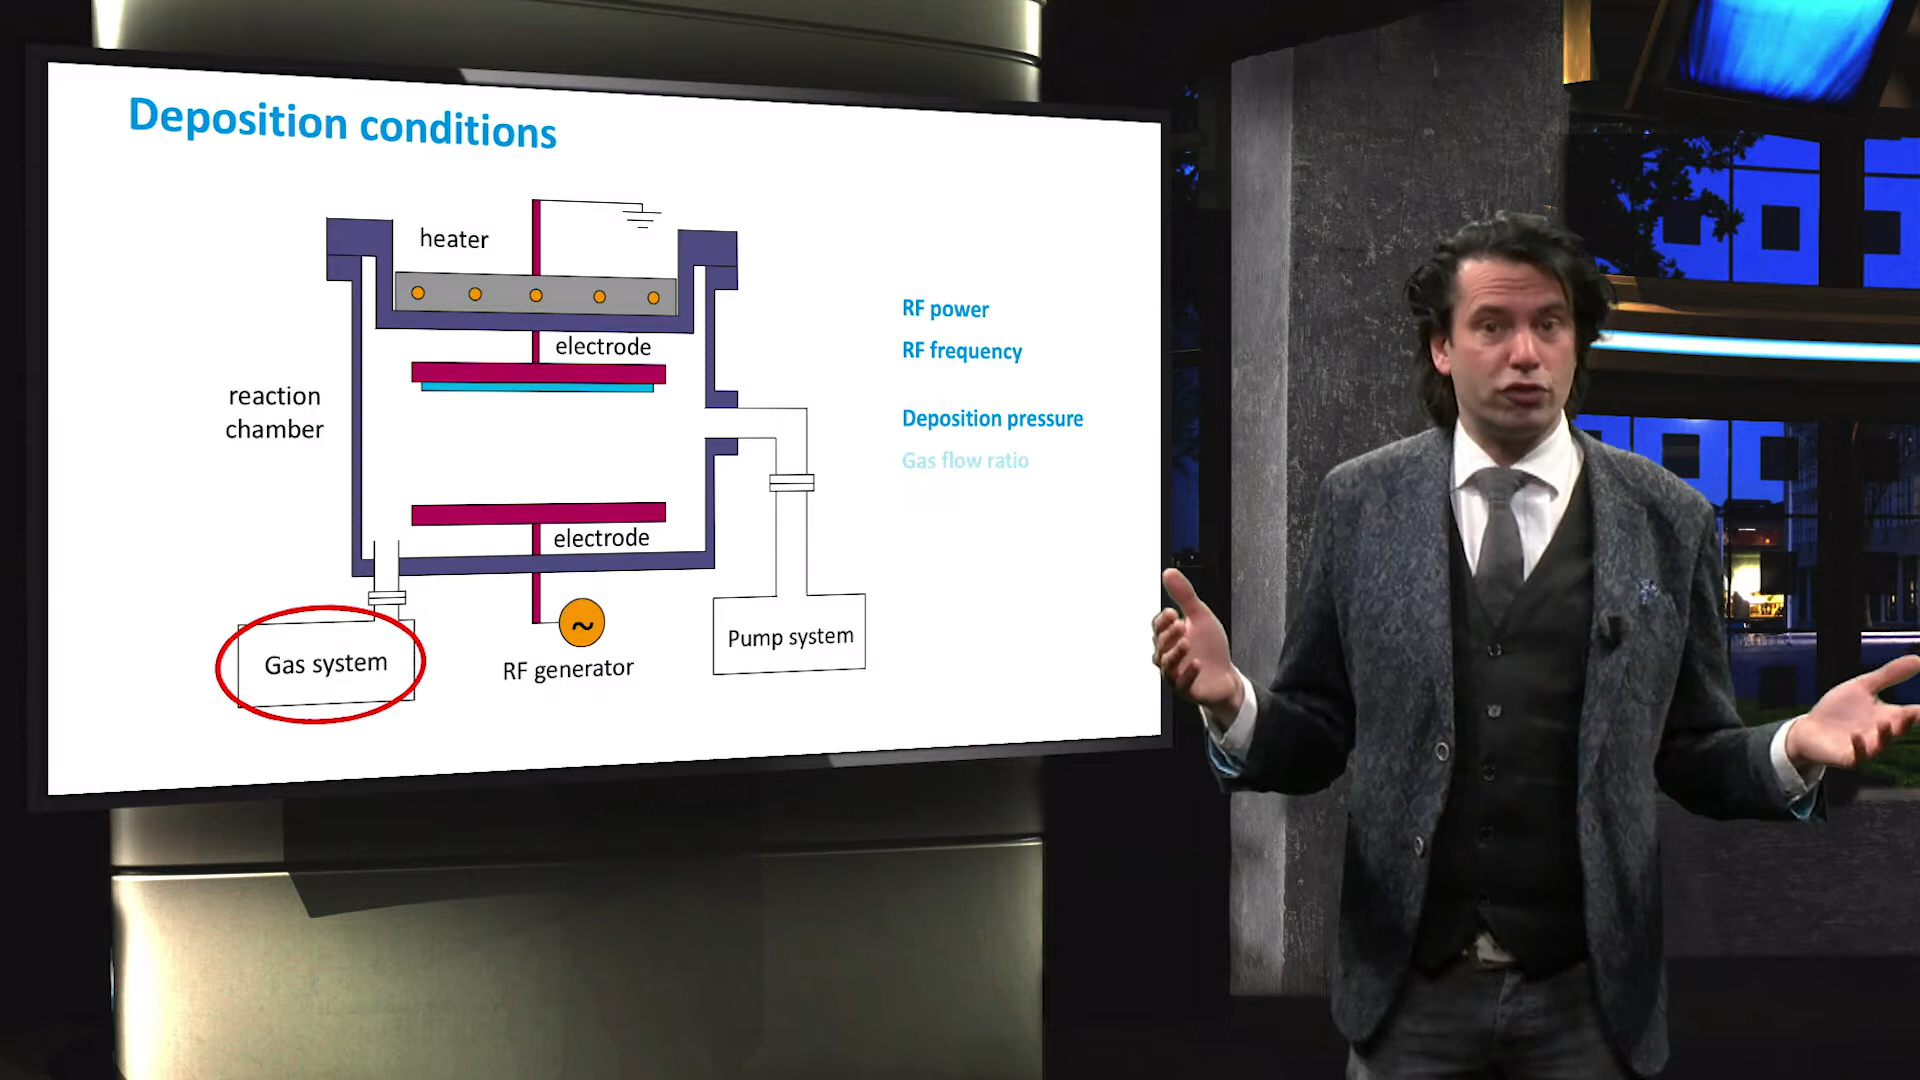 Deposition conditions
heater
electrode
reaction
chamber
electrode
Gas system
~
RF generator
Pump system
RF power
RF frequency
Deposition pressure
Gas flow ratio